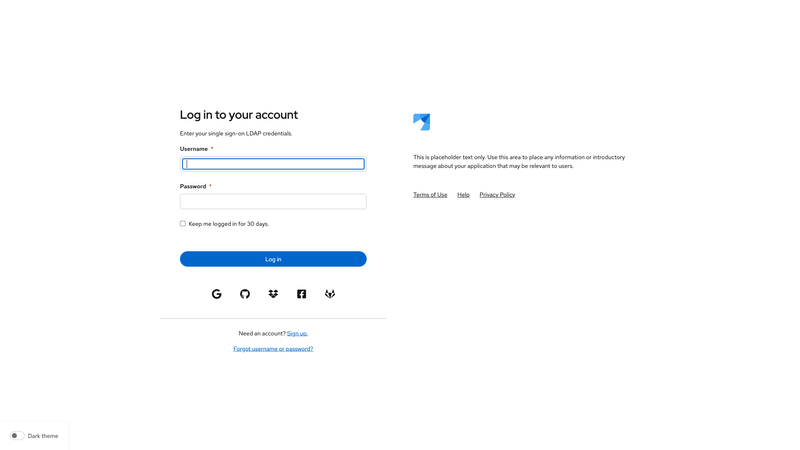 Log in to your account
Enter your single sign-on LDAP credentials.
Username *
Password *
Keep me logged in for 30 days.
Log in
Need an account? Sign up.
Forgot username or password?
This is placeholder text only. Use this area to place any information or introductory
message about your application that may be relevant to users.
Terms of Use Help Privacy Policy
Dark theme